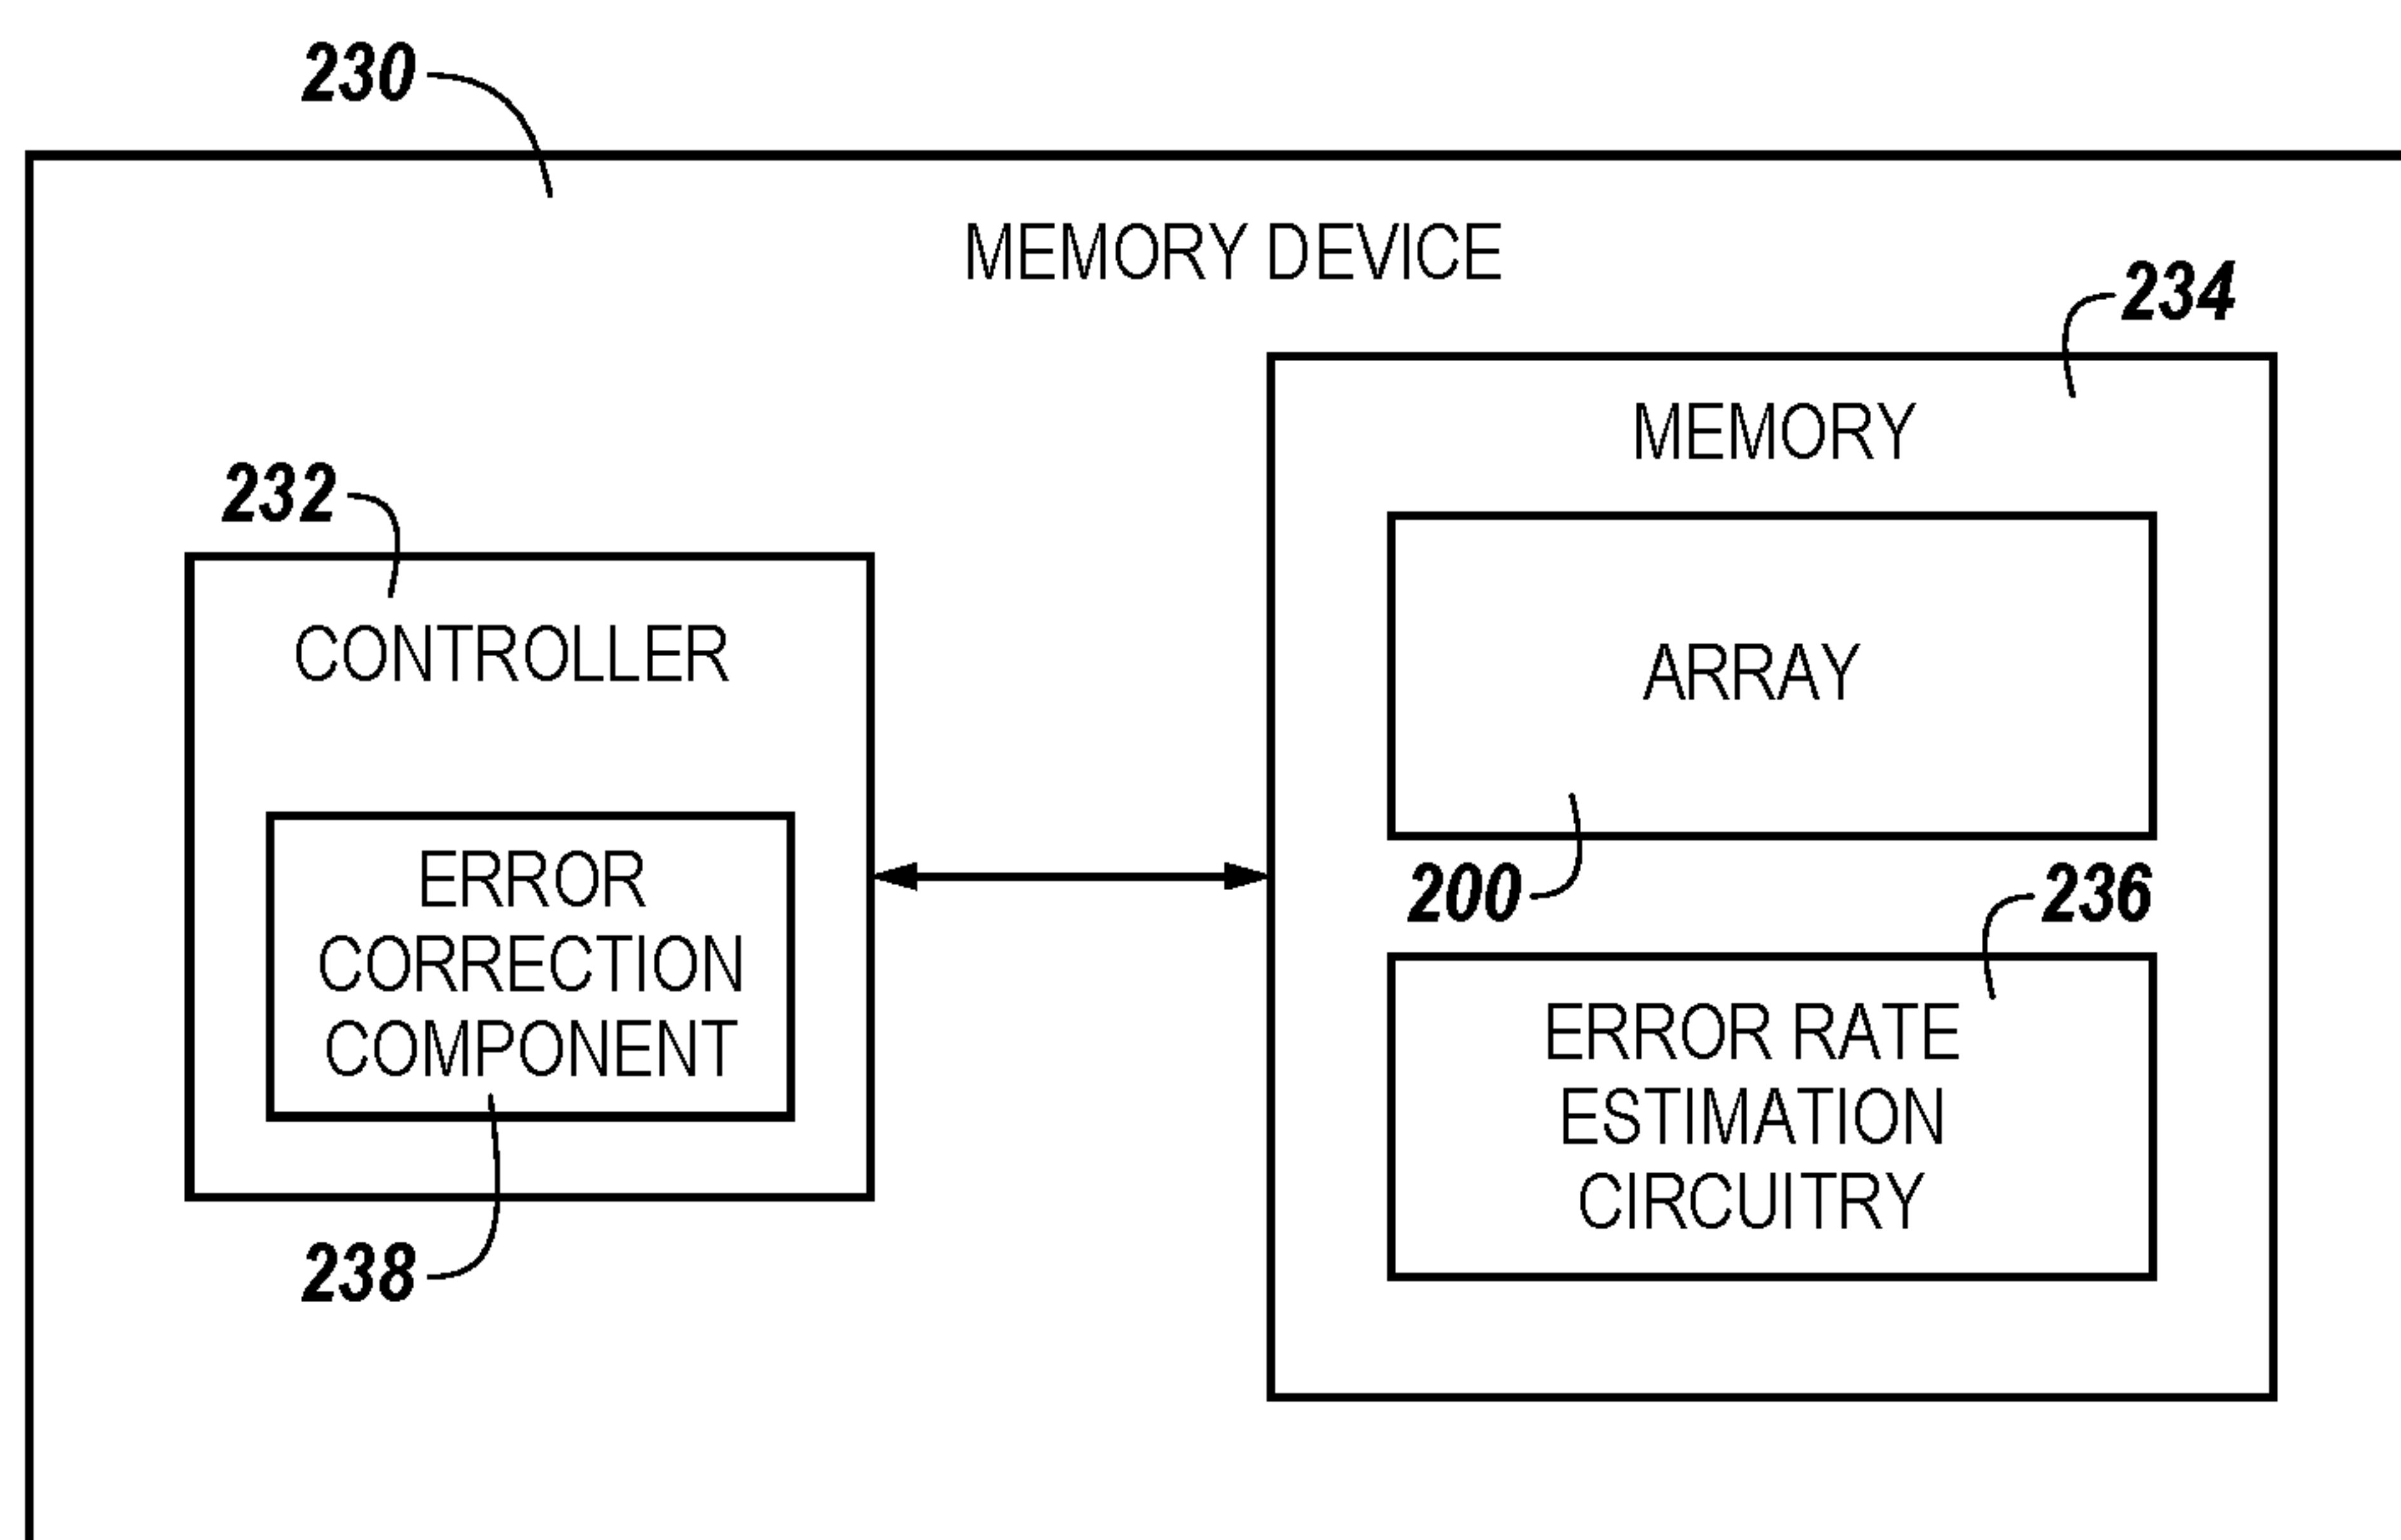 230
MEMORY DEVICE
234
MEMORY
232
CONTROLLER
ARRAY
ERROR
CORRECTION
COMPONENT
200
236
ERROR RATE
ESTIMATION
CIRCUITRY
238